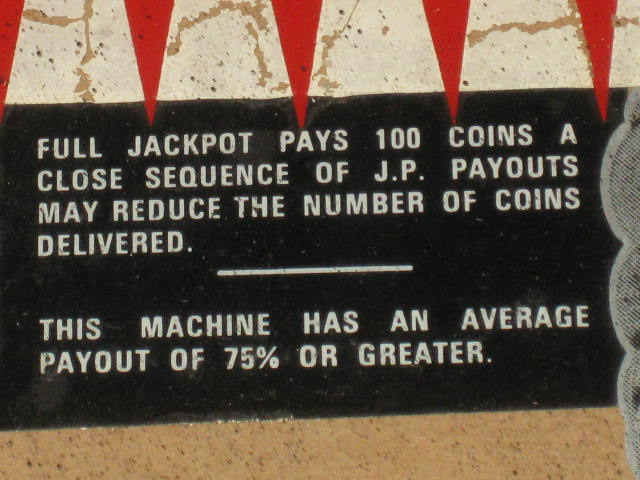 FULL JACKPOT PAYS 100 COINS A
CLOSE SEQUENCE OF J.P. PAYOUTS
MAY REDUCE THE NUMBER OF COINS
DELIVERED.
THIS MACHINE HAS AN AVERAGE
PAYOUT OF 75% OR GREATER.